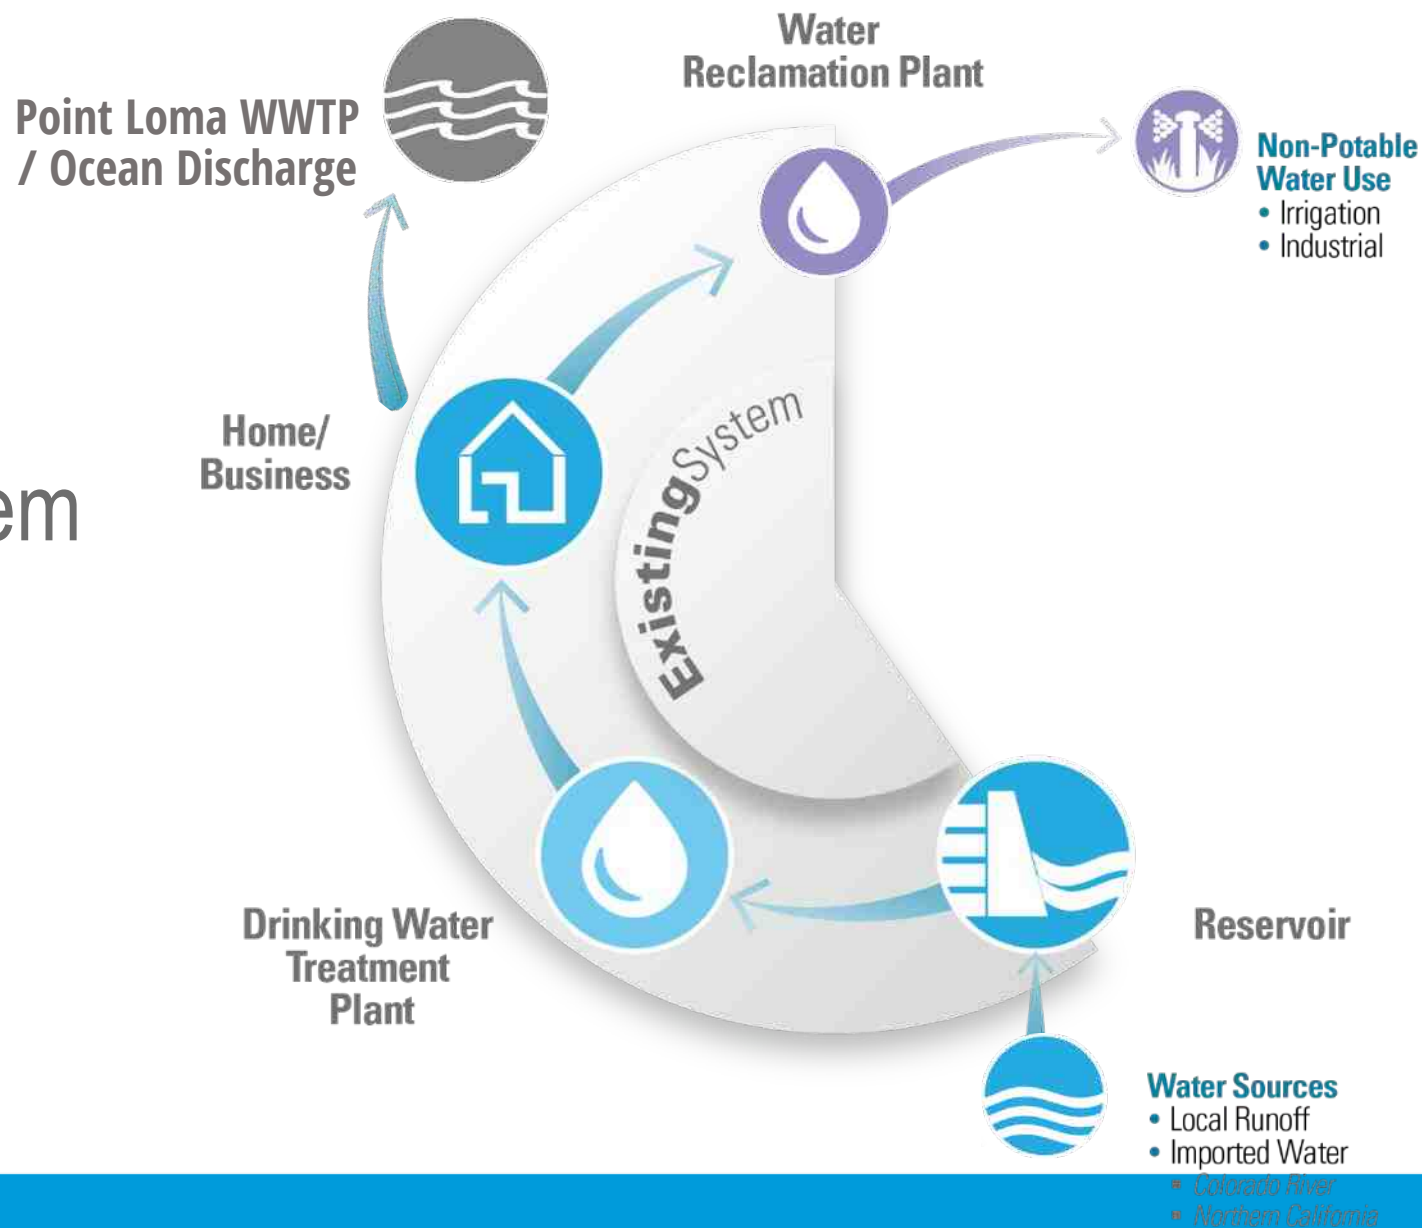 Water
Reclamation Plant
Point Loma WWTP
/ Ocean Discharge
Non-Potable
Water Use
• Irrigation
• Industrial
Home/
Business
em
ExistingSystem
Drinking Water
Treatment
Plant
Reservoir
Water Sources
• Local Runoff
• Imported Water
• Colorado River
• Northern California